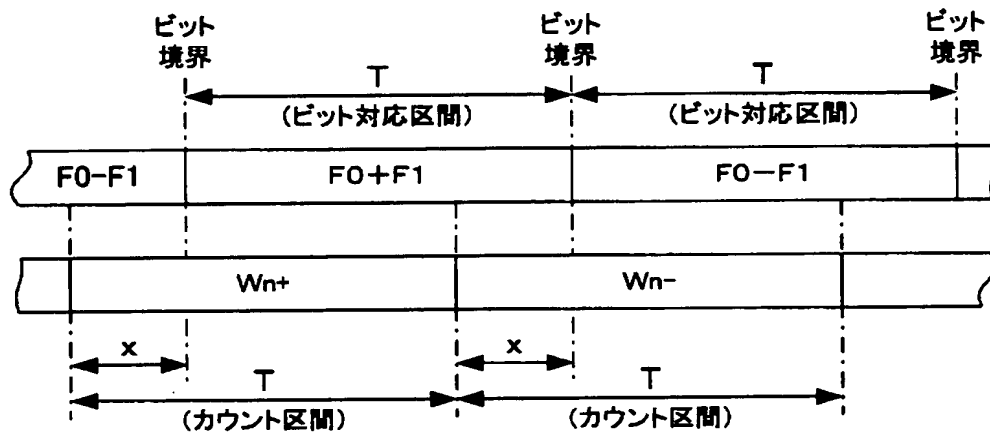 ビット
境界
ビット
境界
ビット
境界
T
T
(ビット対応区間)
(ビット対応区間)
F0-F1
F0+F1
F0-F1
Wn+
Wn-
x
x
T
T
(カウント区間)
(カウント区間)